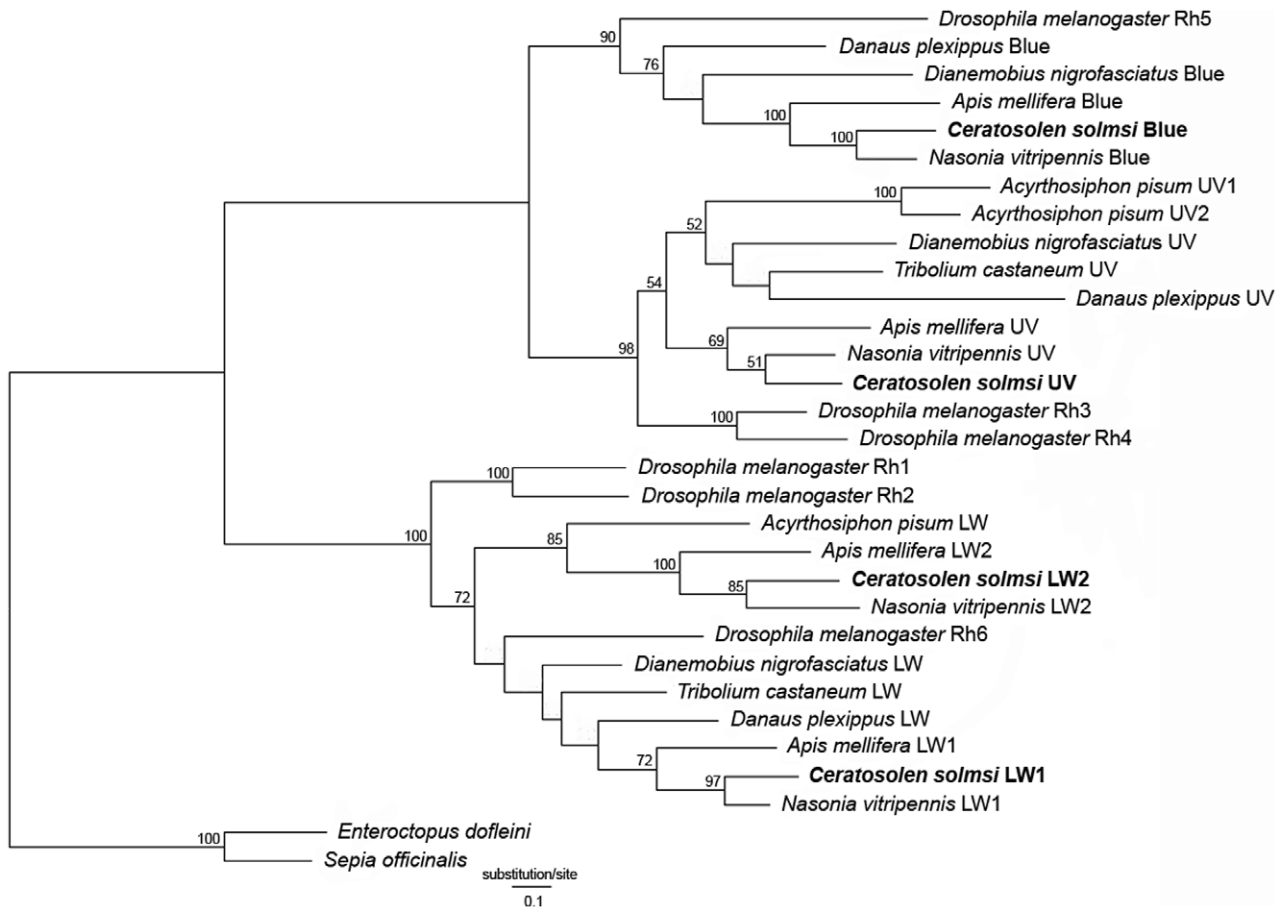 Drosophila melanogaster Rh5
90
Danaus plexippus Blue
76
Dianemobius nigrofasciatus Blue
Apis mellifera Blue
100
Ceratosolen solmsi Blue
100
Nasonia vitripennis Blue
Acyrthosiphon pisum UV1
100
Acyrthosiphon pisum UV2
52
Dianemobius nigrofasciatus UV
Tribolium castaneum UV
54
Danaus plexippus UV
Apis mellifera UV
69
98
Nasonia vitripennis UV
51
Ceratosolen solmsi UV
Drosophila melanogaster Rh3
100
Drosophila melanogaster Rh4
Drosophila melanogaster Rh1
100
Drosophila melanogaster Rh2
Acyrthosiphon pisum LW
100
85
Apis mellifera LW2
100
Ceratosolen solmsi LW2
85
72
Nasonia vitripennis LW2
Drosophila melanogaster Rh6
Dianemobius nigrofasciatus LW
Tribolium castaneum LW
Danaus plexippus LW
Apis mellifera LW1
72
Ceratosolen solmsi LW1
97
Nasonia vitripennis LW1
Enteroctopus dofleini
100
Sepia officinalis
substitution/site
0.1